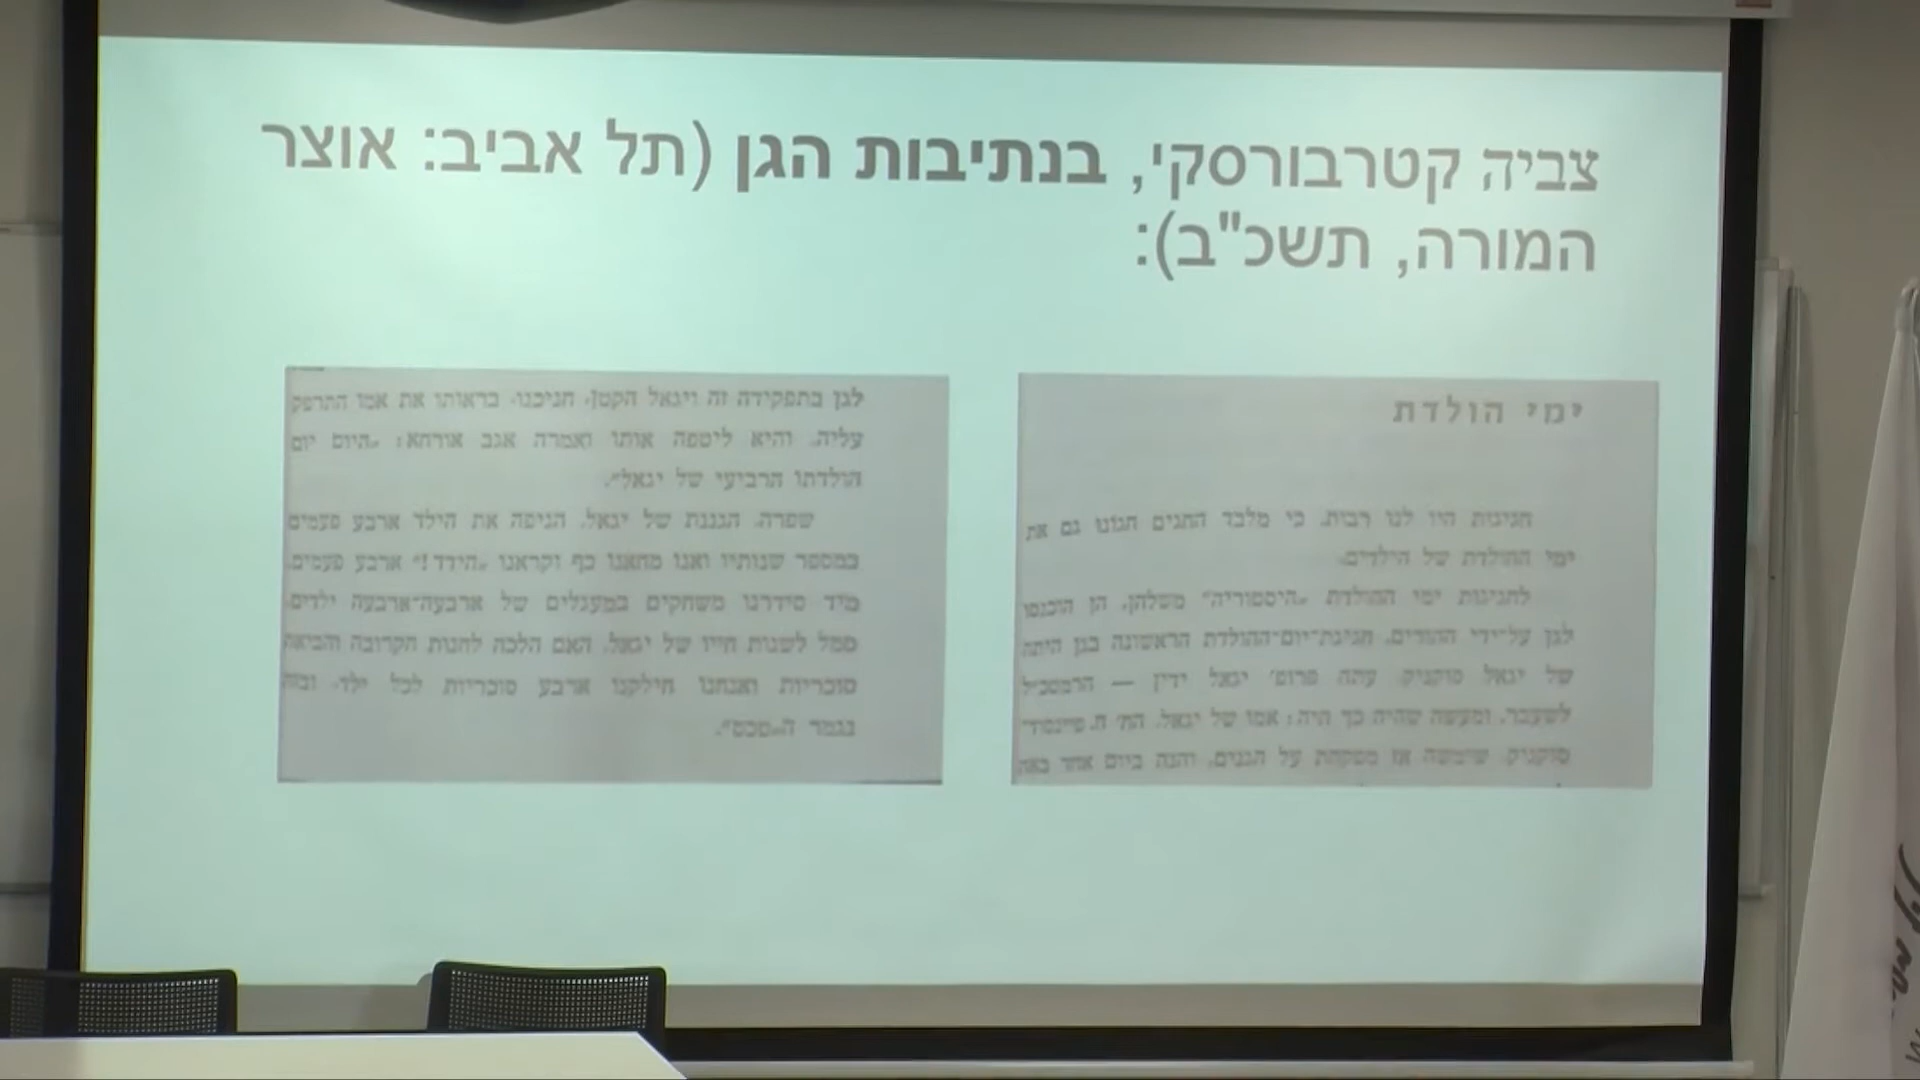 צביה קטרבורסקי, בנתיבות הגן (תל אביב: אוצר
המורה, תשכ"ב):
ימי הולדת
חגיגות היו לנו רבות, כי מלבד החגים חגגנו גם את
ימי ההולדת של הילדים.
לחגיגות ימי ההולדת „היסטוריה" משלהן. הן הוכנסו
לגן על־ידי ההורים. חגיגת־יום־ההולדת הראשונה בגן היתה
של יגאל סוקניק, עתה פרופ' יגאל ידין — הרמטכ"ל
לשעבר. ומעשה שהיה כך היה: אמו של יגאל, הח' ח. פיינסוד־
סוקניק, שימשה אז מפקחת על הגנים, והנה ביום אחד באה
לגן בתפקידה זה ויגאל הקטן, חניכנו, בראותו את אמו התרפק
עליה, והיא ליטפה אותו ואמרה אגב אורחא: „היום יום
הולדתו הרביעי של יגאל".
שפרה, הגננת של יגאל, הניפה את הילד ארבע פעמים
כמספר שנותיו ואנו מחאנו כף וקראנו „הידד!" ארבע פעמים.
מיד סידרנו משחקים במעגלים של ארבעה־ארבעה ילדים,
סמל לשנות חייו של יגאל. האם הלכה לחנות הקרובה והביאה
סוכריות ואנחנו חילקנו ארבע סוכריות לכל ילד. ובזה
נגמר ה„טכס".